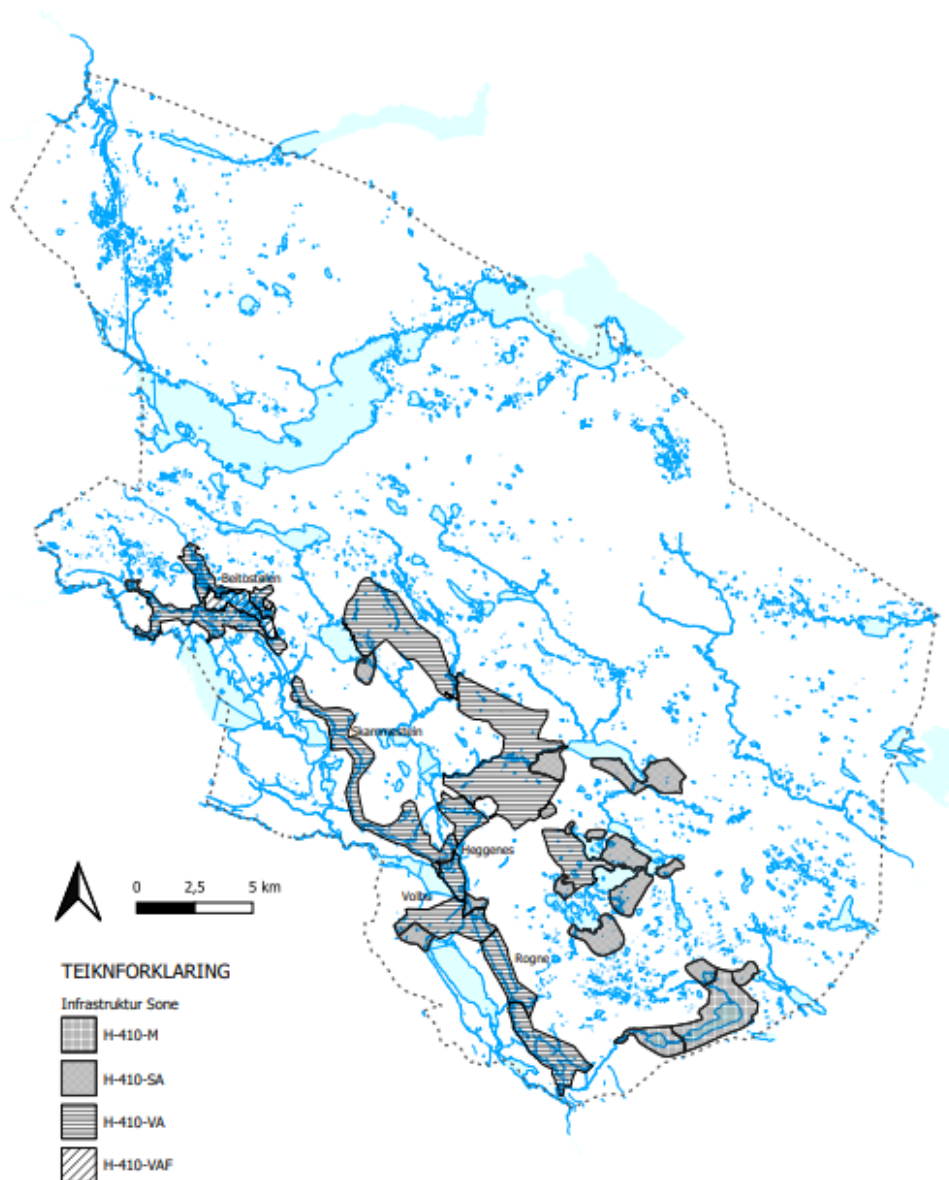 Beitostølen
Skammestein
Heggenes
Volbu
Rogne
0 2,5 5 km
TEIKNFORKLARING
Infrastruktur Sone
H-410-M
H-410-SA
H-410-VA
H-410-VAF